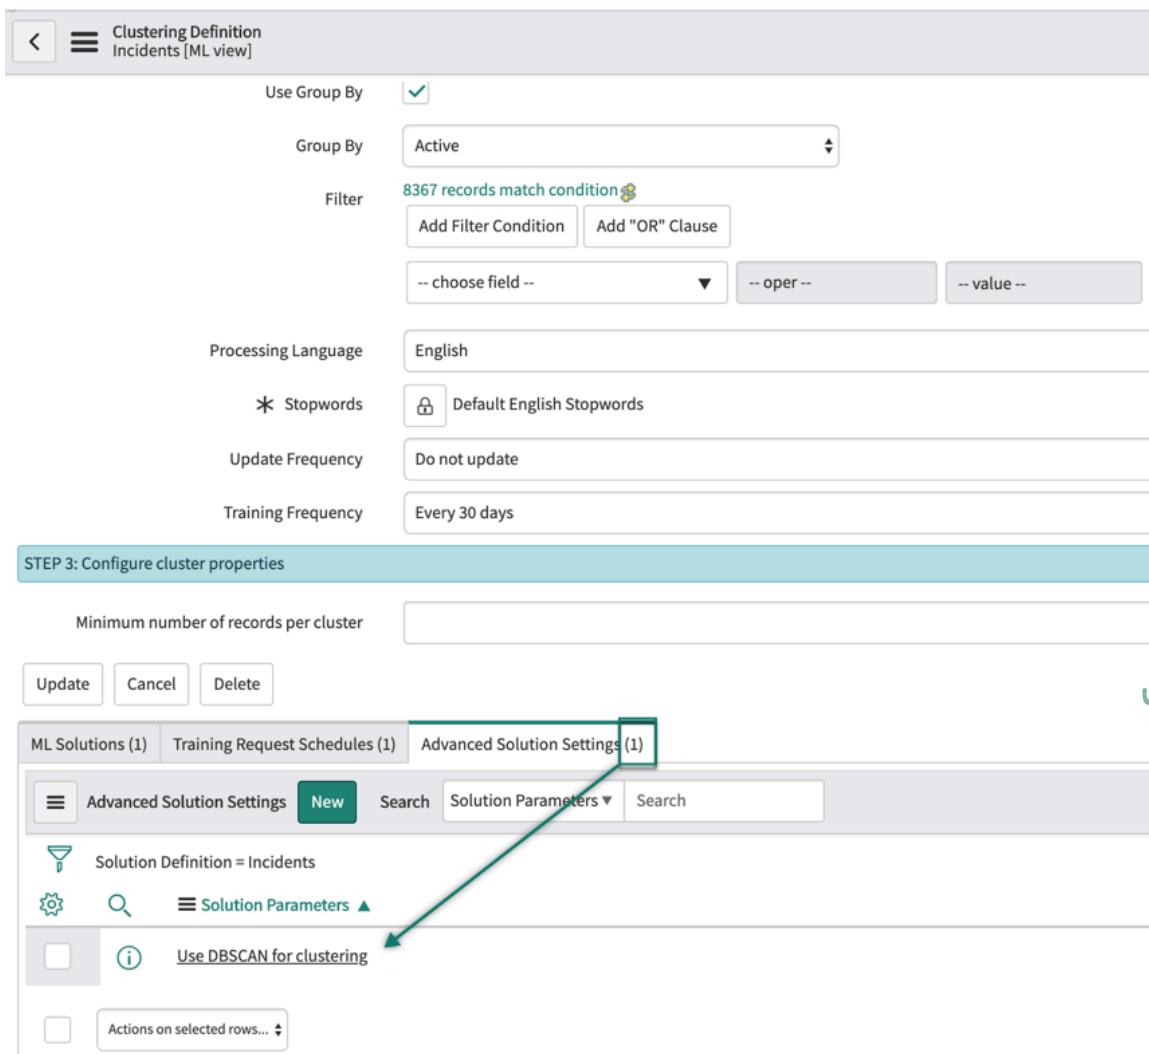 Clustering Definition
Incidents [ML view]
Use Group By
Group By Active
Filter 8367 records match condition
Add Filter Condition Add "OR" Clause
-- choose field -- -- oper -- -- value --
Processing Language English
Stopwords Default English Stopwords
Update Frequency Do not update
Training Frequency Every 30 days
STEP 3: Configure cluster properties
Minimum number of records per cluster
Update Cancel Delete
ML Solutions (1) Training Request Schedules (1) Advanced Solution Settings (1)
Advanced Solution Settings New Search Solution Parameters Search
Solution Definition = Incidents
Solution Parameters
Use DBSCAN for clustering
Actions on selected rows...